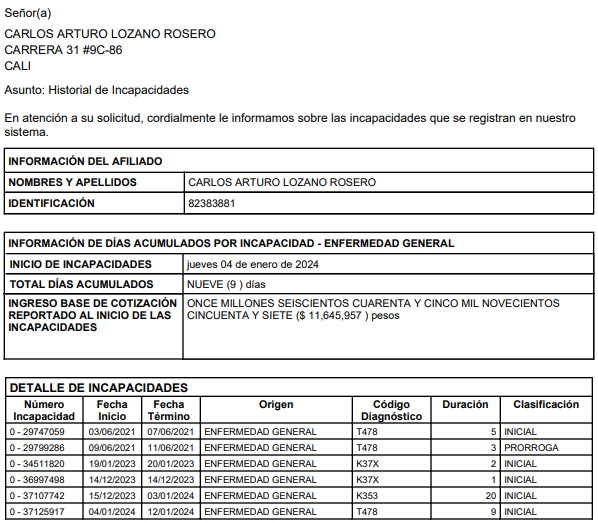 Señor(a)
CARLOS ARTURO LOZANO ROSERO
CARRERA 31 #9C-86
CALI
Asunto: Historial de Incapacidades
En atención a su solicitud, cordialmente le informamos sobre las incapacidades que se registran en nuestro
sistema.
INFORMACIÓN DEL AFILIADO
NOMBRES Y APELLIDOS CARLOS ARTURO LOZANO ROSERO
IDENTIFICACIÓN 82383881
INFORMACIÓN DE DÍAS ACUMULADOS POR INCAPACIDAD - ENFERMEDAD GENERAL
INICIO DE INCAPACIDADES jueves 04 de enero de 2024
TOTAL DÍAS ACUMULADOS NUEVE (9 ) días
INGRESO BASE DE COTIZACIÓN ONCE MILLONES SEISCIENTOS CUARENTA Y CINCO MIL NOVECIENTOS
REPORTADO AL INICIO DE LAS CINCUENTA Y SIETE ($ 11,645,957 ) pesos
INCAPACIDADES
DETALLE DE INCAPACIDADES
Número Fecha Fecha Origen Código Duración Clasificación
Incapacidad Inicio Término Diagnóstico
0 - 29747059 03/06/2021 07/06/2021 ENFERMEDAD GENERAL T478 5 INICIAL
0 - 29799286 09/06/2021 11/06/2021 ENFERMEDAD GENERAL T478 3 PRORROGA
0 - 34511820 19/01/2023 20/01/2023 ENFERMEDAD GENERAL K37X 2 INICIAL
0 - 36997498 14/12/2023 14/12/2023 ENFERMEDAD GENERAL K37X 1 INICIAL
0 - 37107742 15/12/2023 03/01/2024 ENFERMEDAD GENERAL K353 20 INICIAL
0 - 37125917 04/01/2024 12/01/2024 ENFERMEDAD GENERAL T478 9 INICIAL